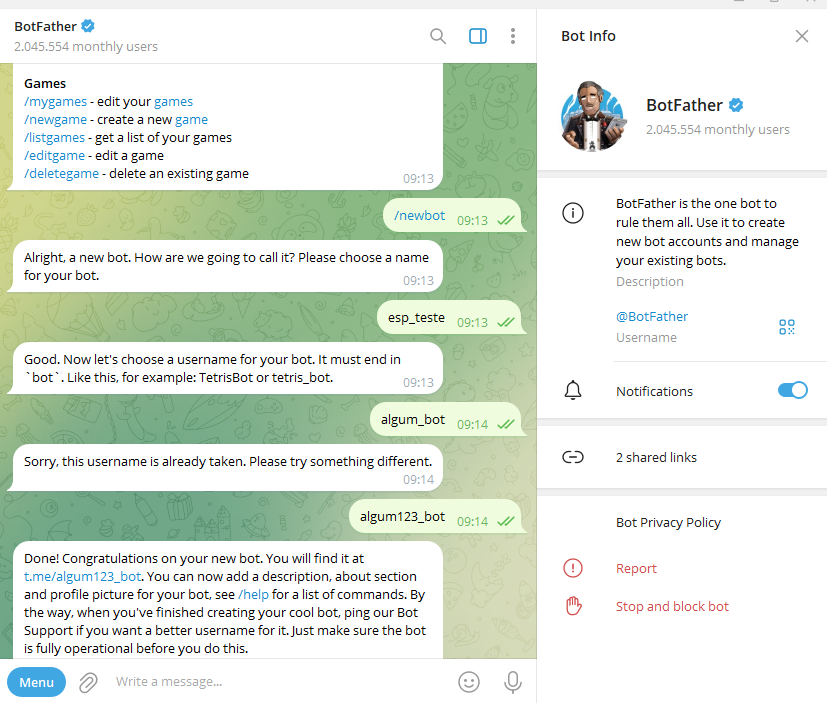 BotFather
2.045.554 monthly users
Games
/mygames - edit your games
/newgame - create a new game
/listgames - get a list of your games
/editgame - edit a game
/deletegame - delete an existing game
09:13
/newbot 09:13
Alright, a new bot. How are we going to call it? Please choose a name
for your bot.
09:13
esp_teste 09:13
Good. Now let's choose a username for your bot. It must end in
`bot`. Like this, for example: TetrisBot or tetris_bot.
09:13
algum_bot 09:14
Sorry, this username is already taken. Please try something different.
09:14
algum123_bot 09:14
Done! Congratulations on your new bot. You will find it at
t.me/algum123_bot. You can now add a description, about section
and profile picture for your bot, see /help for a list of commands. By
the way, when you've finished creating your cool bot, ping our Bot
Support if you want a better username for it. Just make sure the bot
is fully operational before you do this.
Menu
Write a message...
Bot Info
BotFather
2.045.554 monthly users
BotFather is the one bot to
rule them all. Use it to create
new bot accounts and manage
your existing bots.
Description
@BotFather
Username
Notifications
2 shared links
Bot Privacy Policy
Report
Stop and block bot